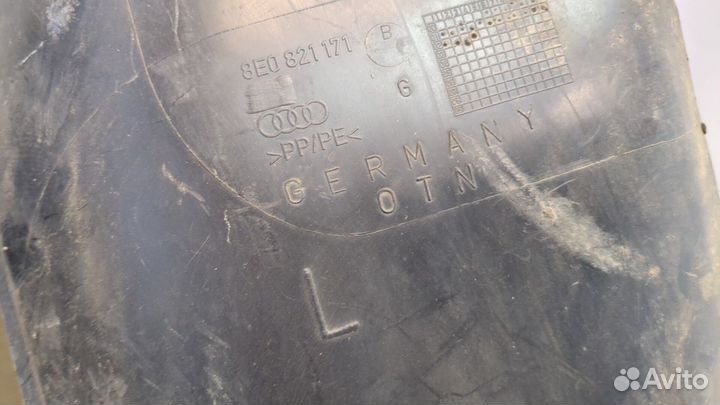 8E0 821 171 B
G
>PP/PE<
GERMANY
OTN
L
Avito